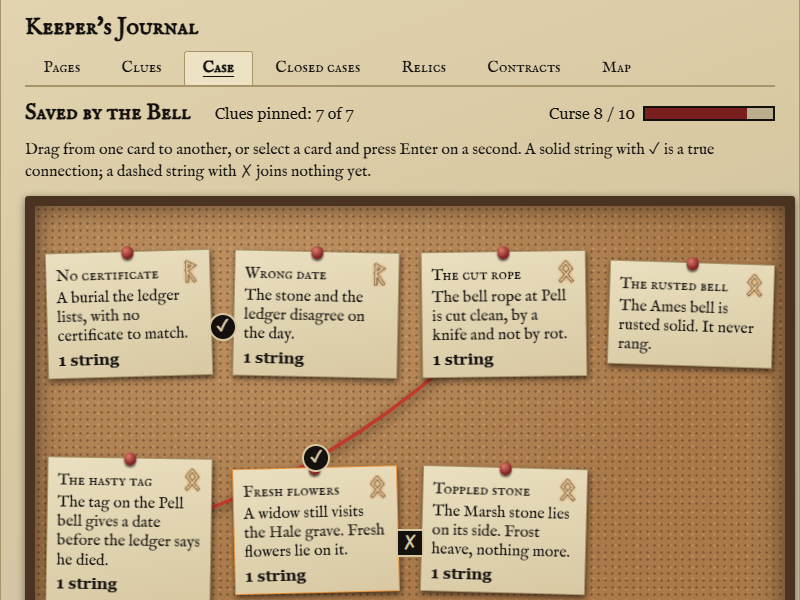 Keeper's Journal
Pages Clues Case Closed cases Relics Contracts Map
Saved by the Bell Clues pinned: 7 of 7 Curse 8 / 10
Drag from one card to another, or select a card and press Enter on a second. A solid string with ✓ is a true
connection; a dashed string with ✗ joins nothing yet.
No certificate
A burial the ledger
lists, with no
certificate to match.
1 string
✓
Wrong date
The stone and the
ledger disagree on
the day.
1 string
The cut rope
The bell rope at Pell
is cut clean, by a
knife and not by rot.
1 string
The rusted bell
The Ames bell is
rusted solid. It never
rang.
The hasty tag
The tag on the Pell
bell gives a date
before the ledger says
he died.
1 string
✓
Fresh flowers
A widow still visits
the Hale grave. Fresh
flowers lie on it.
1 string
✗
Toppled stone
The Marsh stone lies
on its side. Frost
heave, nothing more.
1 string